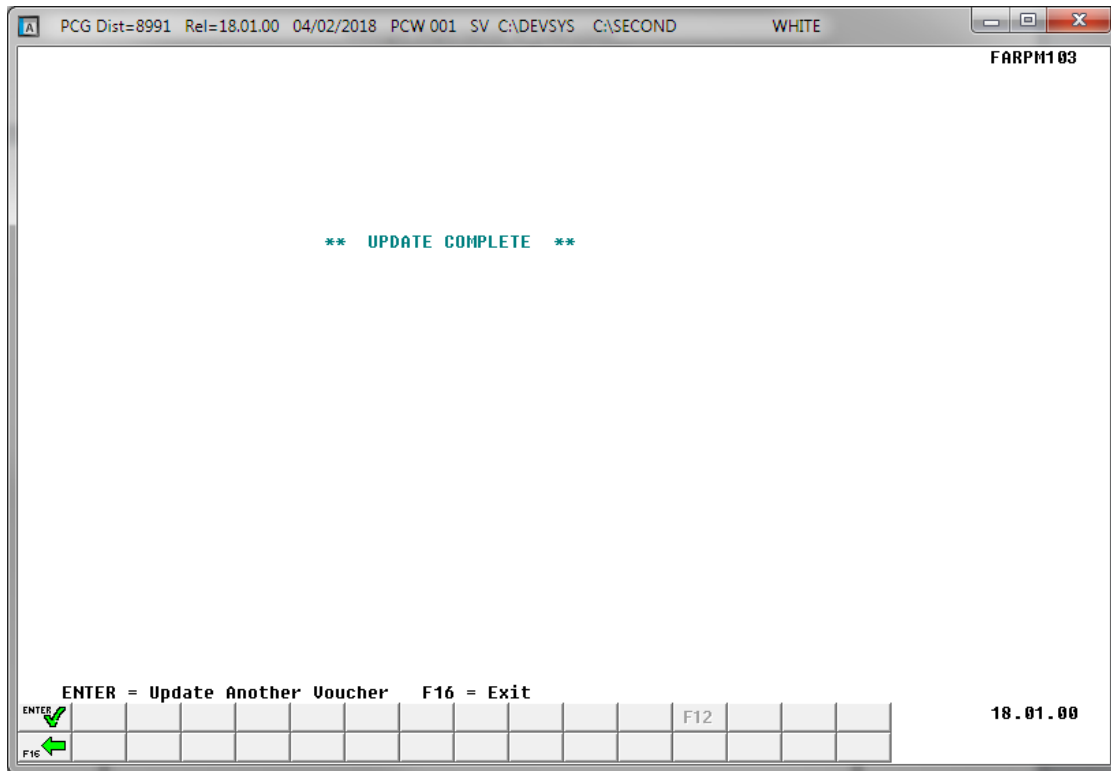 A PCG Dist=8991 Rel=18.01.00 04/02/2018 PCW 001 SV C:\DEVSYS C:\SECOND WHITE
FARPM103
** UPDATE COMPLETE **
ENTER = Update Another Voucher F16 = Exit
ENTER F12 18.01.00
F16